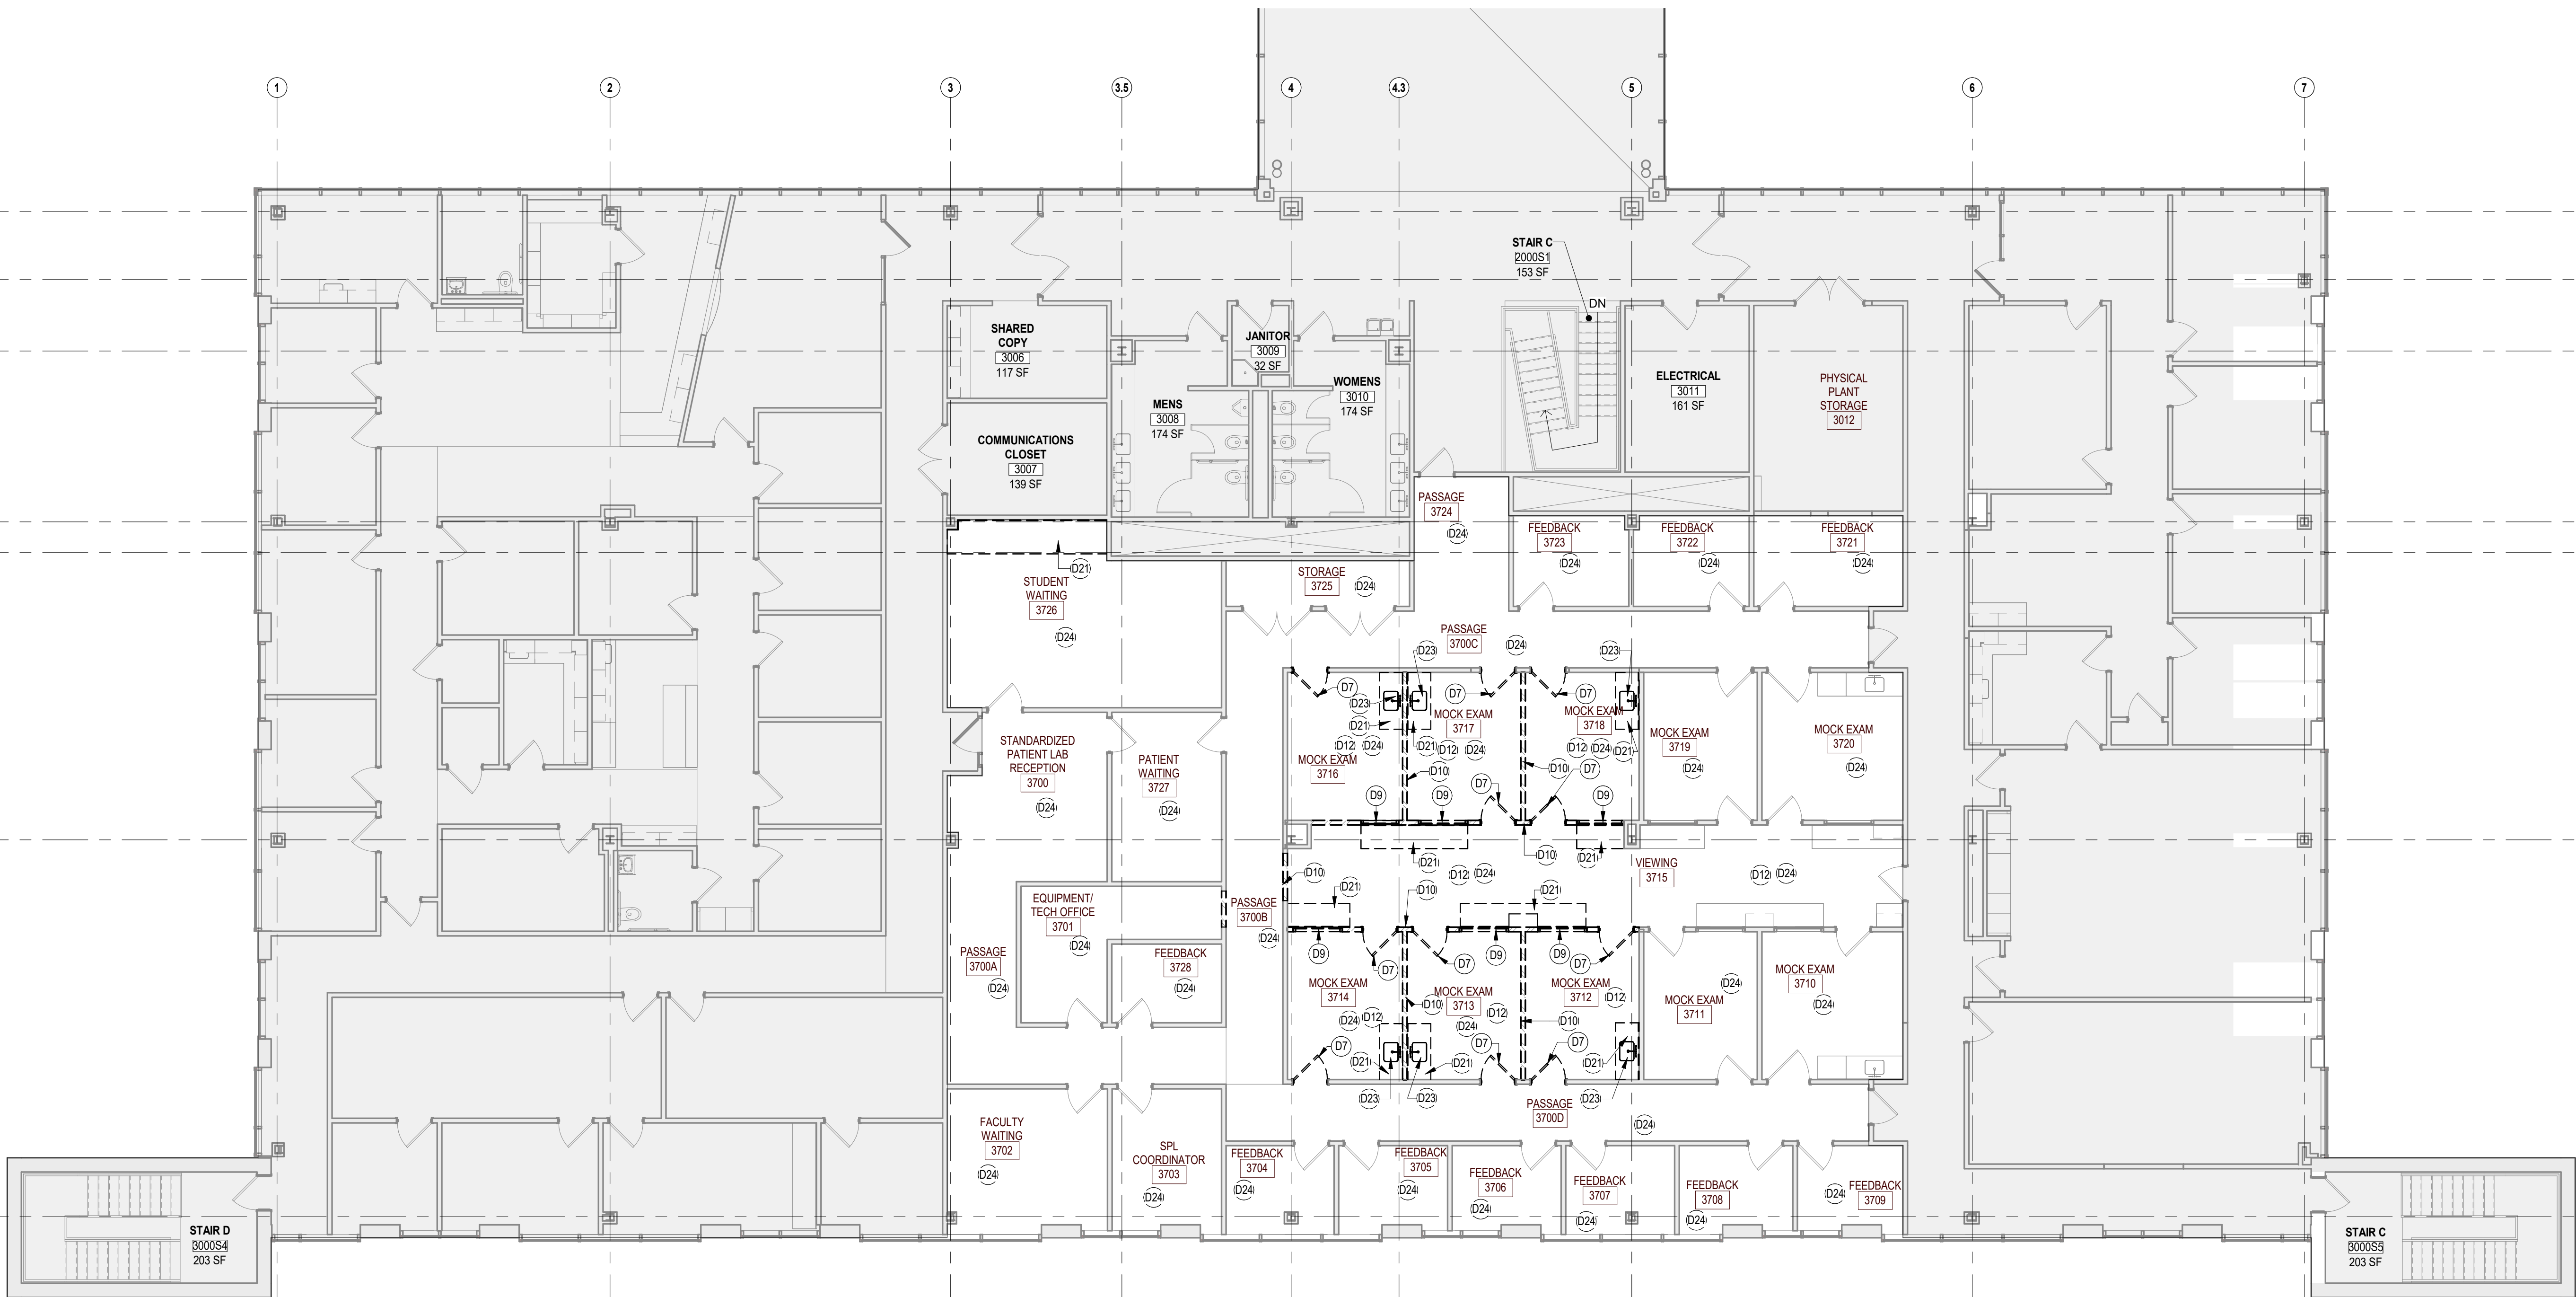 1
2
3
3.5
4
4.3
5
6
7
STAIR C
2000S1
153 SF
DN
SHARED
COPY
3006
117 SF
JANITOR
3009
32 SF
MENS
3008
174 SF
WOMENS
3010
174 SF
ELECTRICAL
3011
161 SF
PHYSICAL
PLANT
STORAGE
3012
COMMUNICATIONS
CLOSET
3007
139 SF
PASSAGE
3724
(D24)
FEEDBACK
3723
(D24)
FEEDBACK
3722
(D24)
FEEDBACK
3721
(D24)
(D21)
STUDENT
WAITING
3726
(D24)
STORAGE
3725
(D24)
PASSAGE
3700C
(D24)
(D23)
(D23)
D7
D7
D7
(D23)
(D21)
(D12)
(D24)
MOCK EXAM
3716
MOCK EXAM
3717
(D21)
(D12)
(D24)
(D10)
MOCK EXAM
3718
(D12)
(D24)
(D21)
(D10)
D7
D7
MOCK EXAM
3719
(D24)
MOCK EXAM
3720
(D24)
STANDARDIZED
PATIENT LAB
RECEPTION
3700
(D24)
PATIENT
WAITING
3727
(D24)
D9
D9
D9
(D21)
(D10)
(D21)
(D10)
(D12)
(D24)
VIEWING
3715
(D12)
(D24)
(D21)
(D10)
(D21)
EQUIPMENT/
TECH OFFICE
3701
(D24)
PASSAGE
3700B
(D24)
PASSAGE
3700A
(D24)
FEEDBACK
3728
(D24)
D9
D7
D7
D9
D9
D7
MOCK EXAM
3714
(D24)
(D12)
MOCK EXAM
3713
(D10)
(D12)
(D24)
MOCK EXAM
3712
(D12)
(D10)
MOCK EXAM
3711
(D24)
MOCK EXAM
3710
(D24)
D7
D7
D7
(D21)
(D21)
(D21)
(D23)
(D23)
(D23)
PASSAGE
3700D
(D24)
FACULTY
WAITING
3702
(D24)
SPL
COORDINATOR
3703
(D24)
FEEDBACK
3704
(D24)
FEEDBACK
3705
(D24)
FEEDBACK
3706
(D24)
FEEDBACK
3707
(D24)
FEEDBACK
3708
(D24)
FEEDBACK
3709
(D24)
STAIR D
3000S4
203 SF
STAIR C
3000S5
203 SF